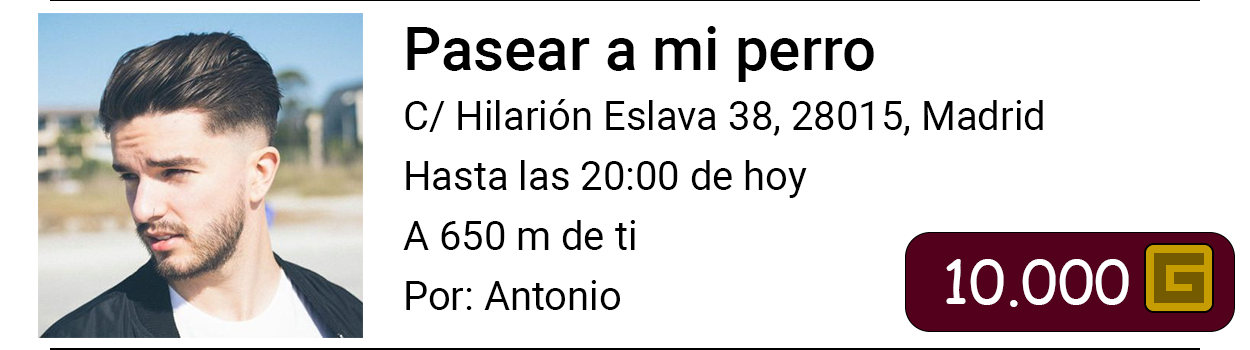 Pasear a mi perro
C/ Hilarión Eslava 38, 28015, Madrid
Hasta las 20:00 de hoy
A 650 m de ti
Por: Antonio
10.000 G